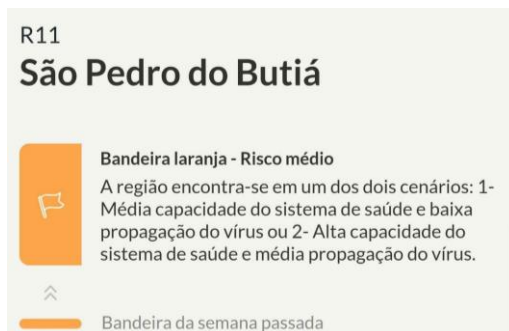 R11
São Pedro do Butiá
Bandeira laranja - Risco médio
A região encontra-se em um dos dois cenários: 1-
Média capacidade do sistema de saúde e baixa
propagação do vírus ou 2- Alta capacidade do
sistema de saúde e média propagação do vírus.
Bandeira da semana passada